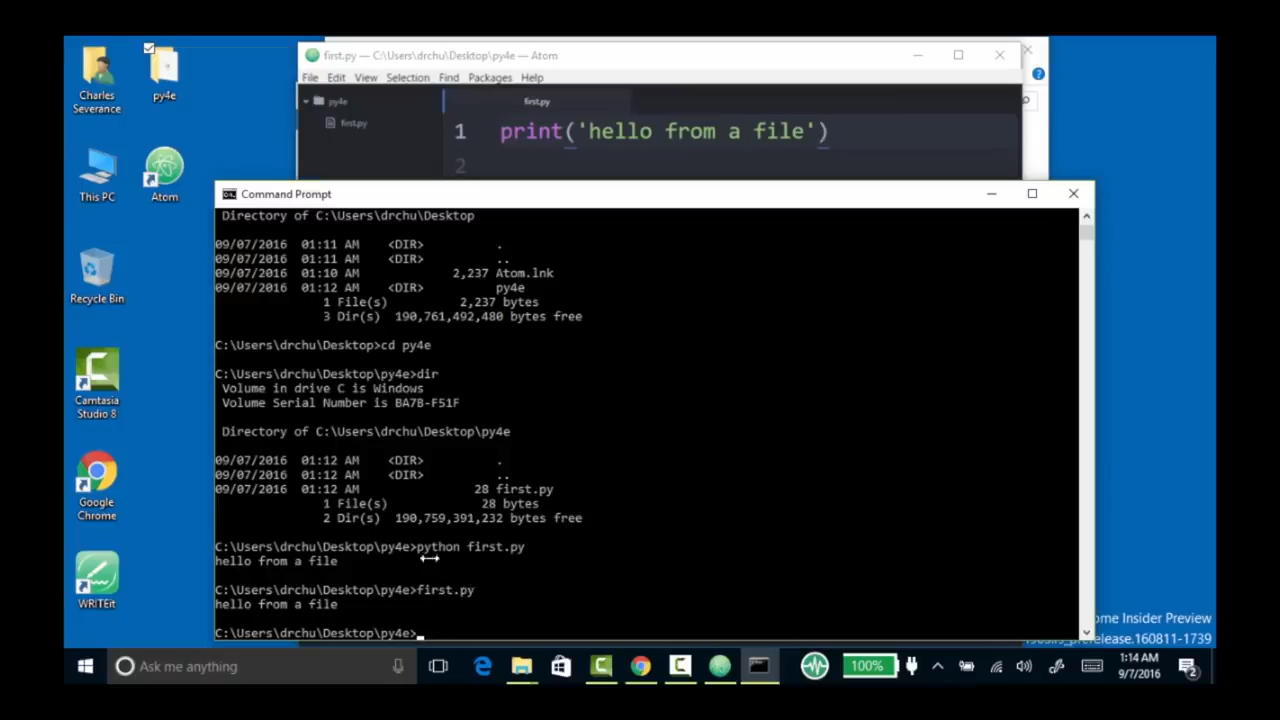 Charles
Severance
py4e
This PC
Atom
Recycle Bin
Camtasia
Studio 8
Google
Chrome
WRITEit
first.py — C:\Users\drchu\Desktop\py4e — Atom
File Edit View Selection Find Packages Help
py4e
first.py
first.py
1 print('hello from a file')
2
Command Prompt
Directory of C:\Users\drchu\Desktop
09/07/2016 01:11 AM <DIR> .
09/07/2016 01:11 AM <DIR> ..
09/07/2016 01:10 AM 2,237 Atom.lnk
09/07/2016 01:12 AM <DIR> py4e
1 File(s) 2,237 bytes
3 Dir(s) 190,761,492,480 bytes free
C:\Users\drchu\Desktop>cd py4e
C:\Users\drchu\Desktop\py4e>dir
Volume in drive C is Windows
Volume Serial Number is BA7B-F51F
Directory of C:\Users\drchu\Desktop\py4e
09/07/2016 01:12 AM <DIR> .
09/07/2016 01:12 AM <DIR> ..
09/07/2016 01:12 AM 28 first.py
1 File(s) 28 bytes
2 Dir(s) 190,759,391,232 bytes free
C:\Users\drchu\Desktop\py4e>python first.py
hello from a file
C:\Users\drchu\Desktop\py4e>first.py
hello from a file
C:\Users\drchu\Desktop\py4e>
ome Insider Preview
prerelease.160811-1739
Ask me anything
100%
1:14 AM
9/7/2016
2